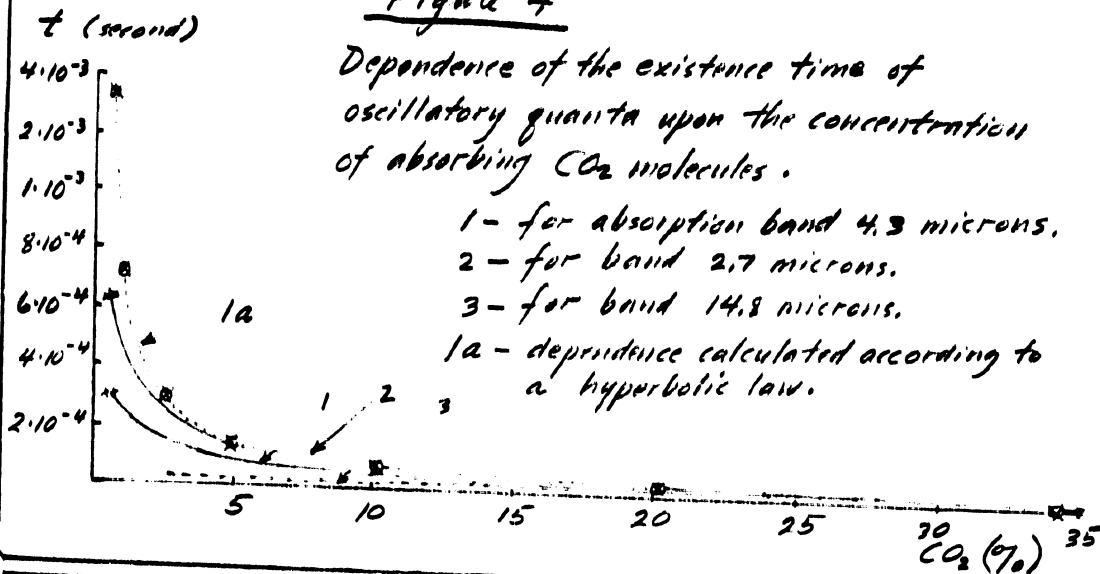 Figure 4
t (second)
Dependence of the existence time of
oscillatory quanta upon the concentration
of absorbing CO₂ molecules.
1 – for absorption band 4.3 microns.
2 – for band 2.7 microns.
3 – for band 14.8 microns.
1a – dependence calculated according to
a hyperbolic law.
4·10⁻³
2·10⁻³
1·10⁻³
8·10⁻⁴
6·10⁻⁴
4·10⁻⁴
2·10⁻⁴
1a
1 2 3
5 10 15 20 25 30 35
CO₂ (%)